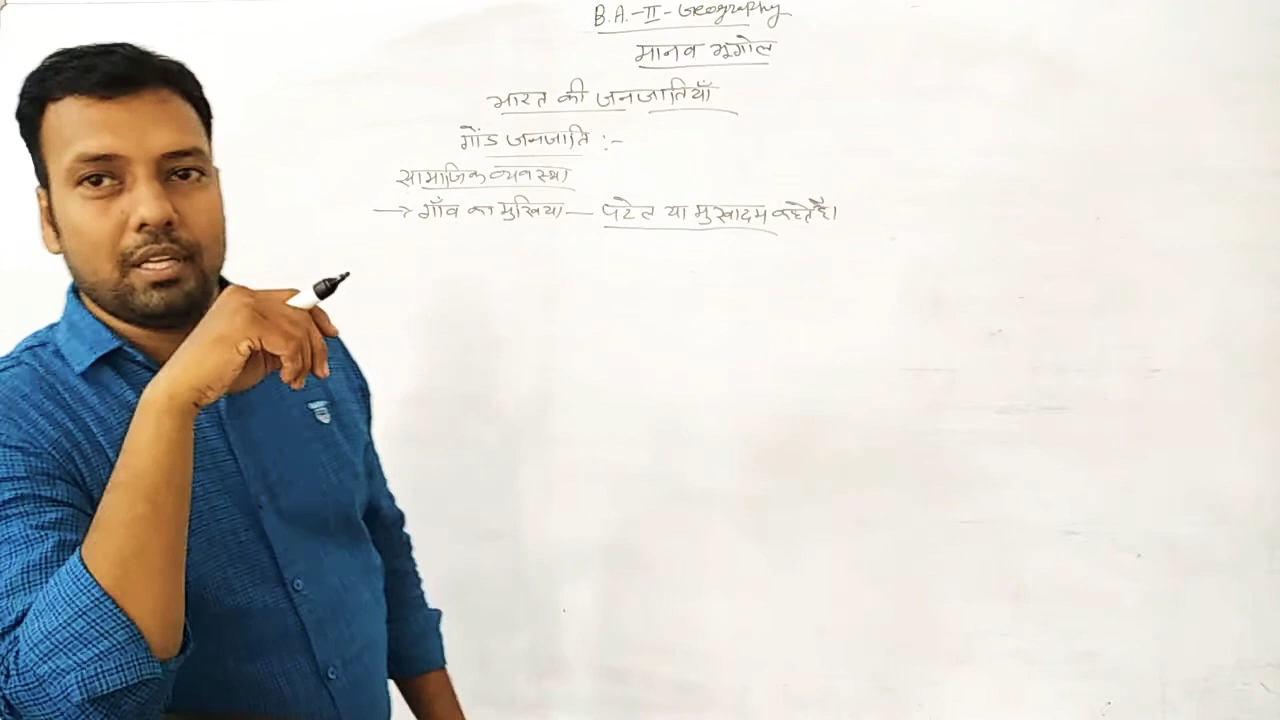 B.A.-II-Geography
मानव भूगोल
भारत की जनजातियाँ
गोंड जनजाति :-
सामाजिक व्यवस्था
→ गाँव का मुखिया — पटेल या मुखादम कहते हैं।